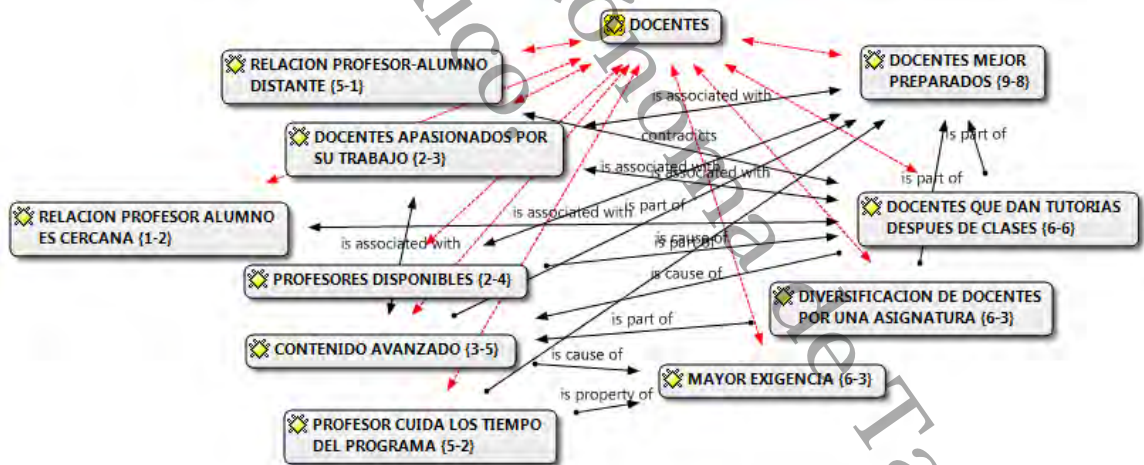 DOCENTES
RELACION PROFESOR-ALUMNO
DISTANTE {5-1}
DOCENTES MEJOR
PREPARADOS {9-8}
is associated with
DOCENTES APASIONADOS POR
SU TRABAJO {2-3}
contradicts
is part of
is associated with
is associated with
is part of
RELACION PROFESOR ALUMNO
ES CERCANA {1-2}
is associated with
is part of
DOCENTES QUE DAN TUTORIAS
DESPUES DE CLASES {6-6}
is associated with
is cause of
is part of
PROFESORES DISPONIBLES {2-4}
is cause of
DIVERSIFICACION DE DOCENTES
POR UNA ASIGNATURA {6-3}
is part of
CONTENIDO AVANZADO {3-5}
is cause of
MAYOR EXIGENCIA {6-3}
is property of
PROFESOR CUIDA LOS TIEMPO
DEL PROGRAMA {5-2}